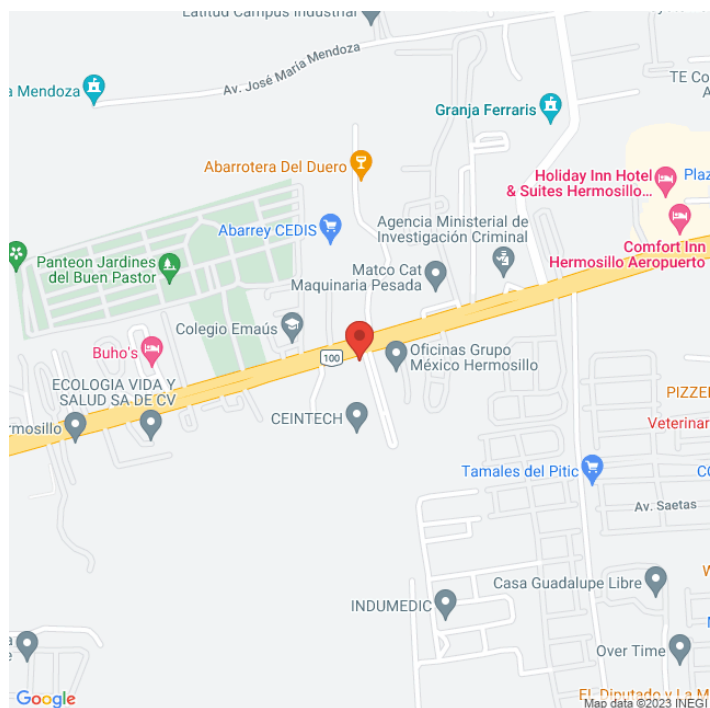 Latitud Campus Industrial
Av. José María Mendoza
a Mendoza
TE Co
Granja Ferraris
Abarrotera Del Duero
Holiday Inn Hotel
& Suites Hermosillo...
Plaz
Abarrey CEDIS
Agencia Ministerial de
Investigación Criminal
Comfort Inn
Hermosillo Aeropuerto
Panteon Jardines
del Buen Pastor
Matco Cat
Maquinaria Pesada
Colegio Emaús
Buho's
100
Oficinas Grupo
México Hermosillo
ECOLOGIA VIDA Y
SALUD SA DE CV
rmosillo
CEINTECH
PIZZE
Veterinar
Tamales del Pitic
CO
Av. Saetas
Casa Guadalupe Libre
INDUMEDIC
Over Time
El Diputado y La M
Google
Map data ©2023 INEGI